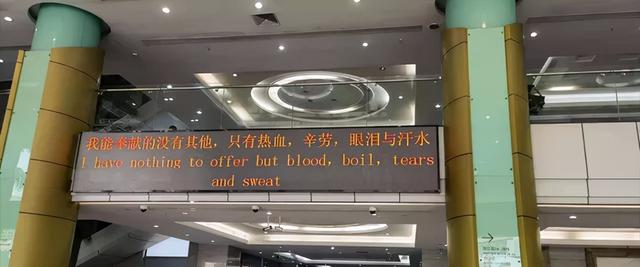 我能奉献的没有其他，只有热血，辛劳，眼泪与汗水
I have nothing to offer but blood, boil, tears
and sweat